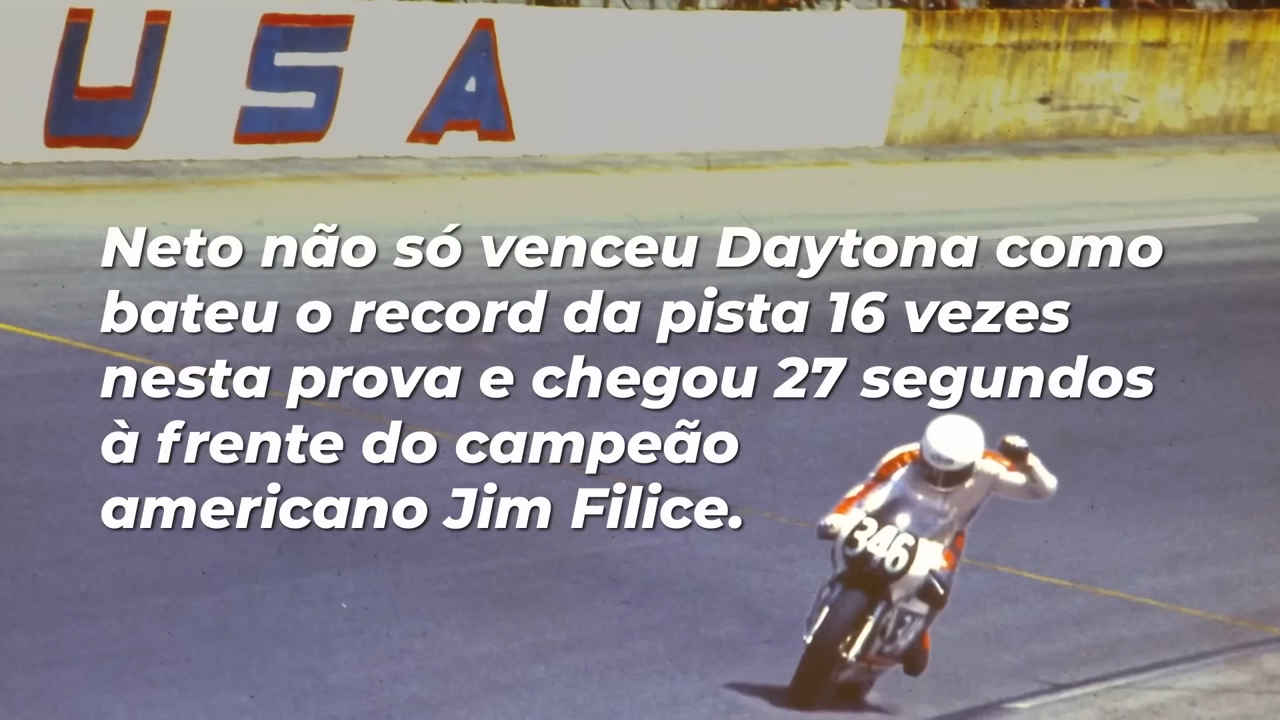 USA
Neto não só venceu Daytona como
bateu o record da pista 16 vezes
nesta prova e chegou 27 segundos
à frente do campeão
americano Jim Filice.
346